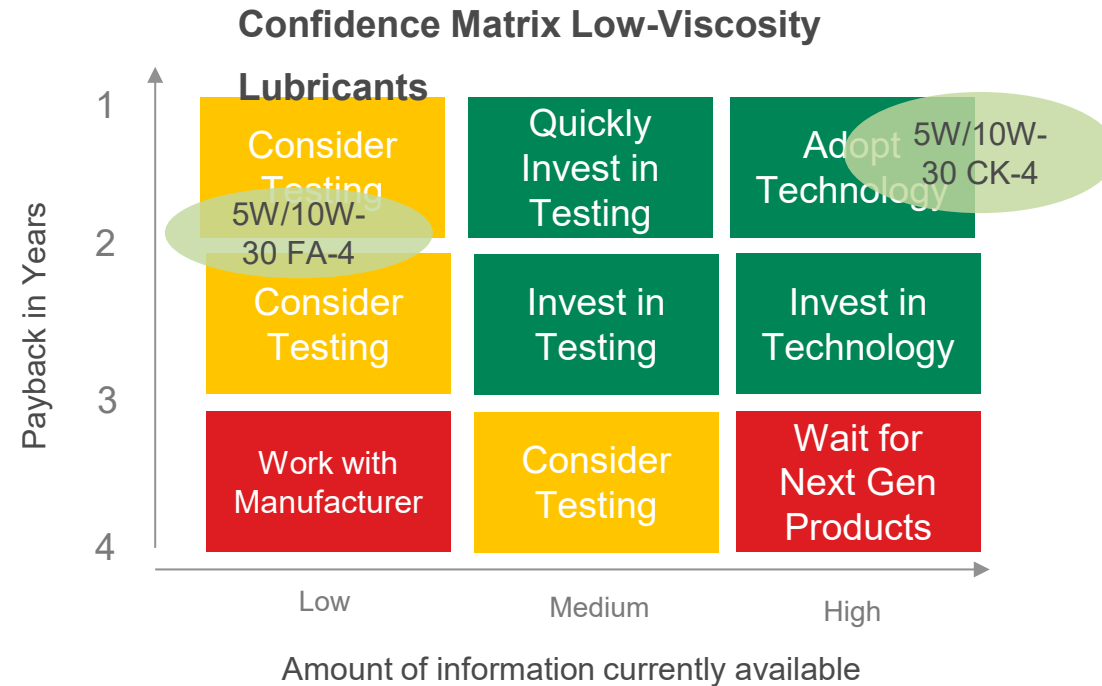 Confidence Matrix Low-Viscosity
Lubricants
Payback in Years
1
2
3
4
Consider
Testing
Quickly
Invest in
Testing
Adopt
Technology
5W/10W-
30 CK-4
5W/10W-
30 FA-4
Consider
Testing
Invest in
Testing
Invest in
Technology
Work with
Manufacturer
Consider
Testing
Wait for
Next Gen
Products
Low
Medium
High
Amount of information currently available